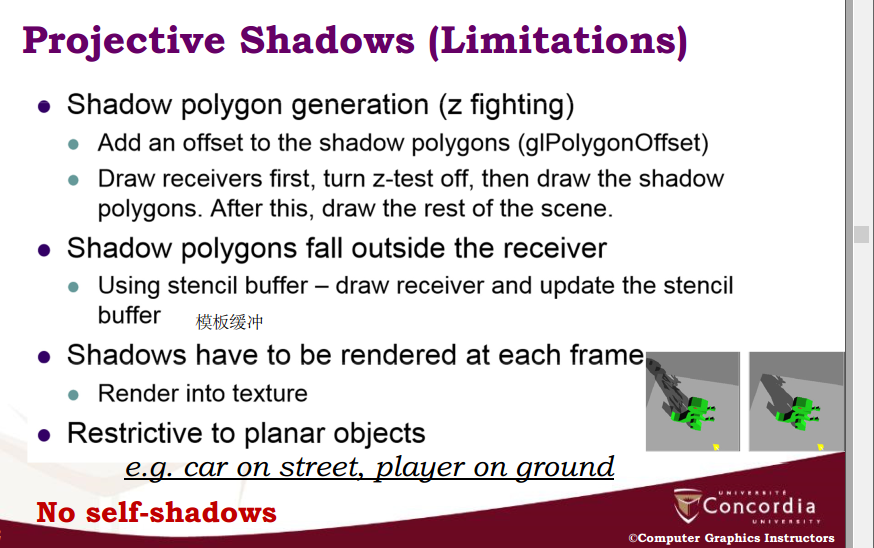 Projective Shadows (Limitations)
Shadow polygon generation (z fighting)
Add an offset to the shadow polygons (glPolygonOffset)
Draw receivers first, turn z-test off, then draw the shadow
polygons. After this, draw the rest of the scene.
Shadow polygons fall outside the receiver
Using stencil buffer – draw receiver and update the stencil
buffer
模板缓冲
Shadows have to be rendered at each frame
Render into texture
Restrictive to planar objects
e.g. car on street, player on ground
No self-shadows
UNIVERSITÉ
Concordia
UNIVERSITY
©Computer Graphics Instructors